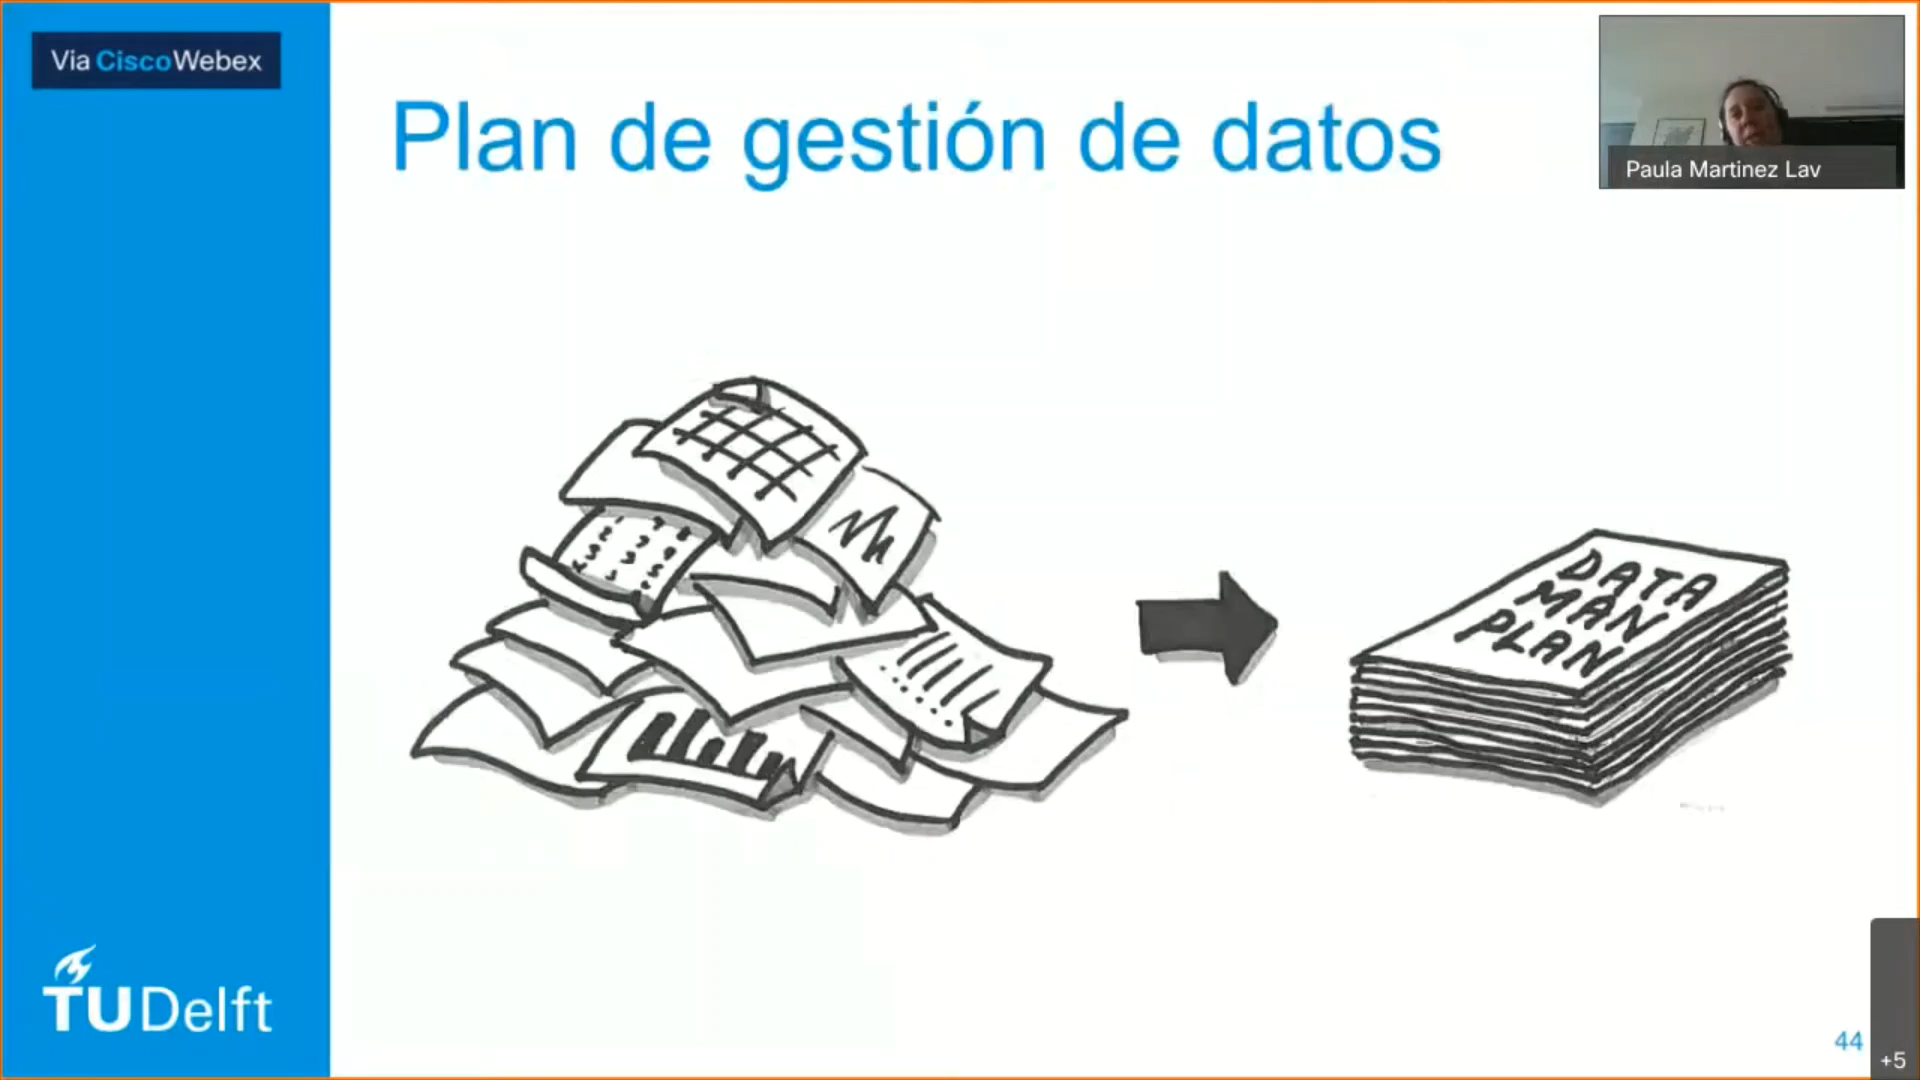 Via CiscoWebex
Plan de gestión de datos
Paula Martinez Lav
DATA
MAN
PLAN
TUDelft
44
+5